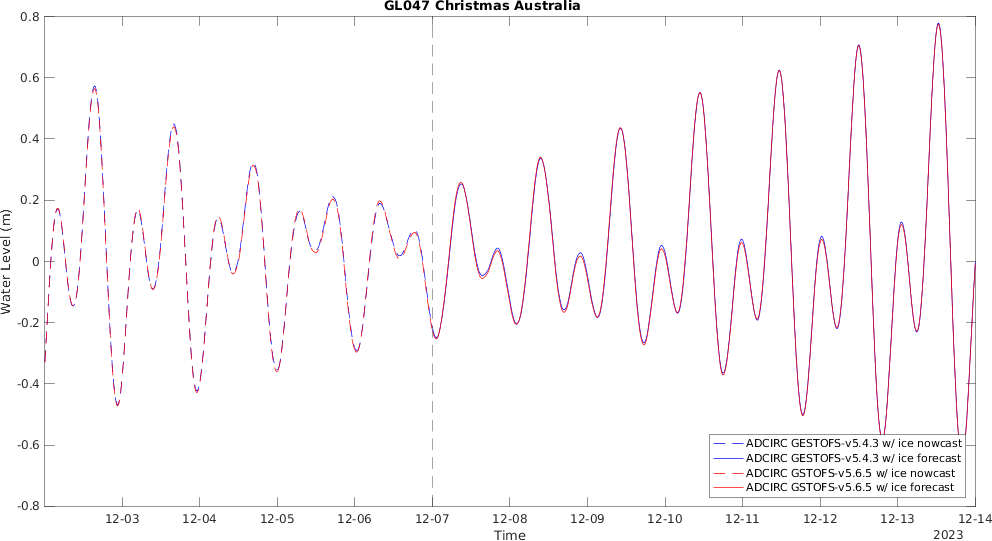 GL047 Christmas Australia
0.8
0.6
0.4
0.2
0
-0.2
-0.4
-0.6
-0.8
Water Level (m)
ADCIRC GESTOFS-v5.4.3 w/ ice nowcast
ADCIRC GESTOFS-v5.4.3 w/ ice forecast
ADCIRC GSTOFS-v5.6.5 w/ ice nowcast
ADCIRC GSTOFS-v5.6.5 w/ ice forecast
12-03 12-04 12-05 12-06 12-07 12-08 12-09 12-10 12-11 12-12 12-13 12-14
Time
2023